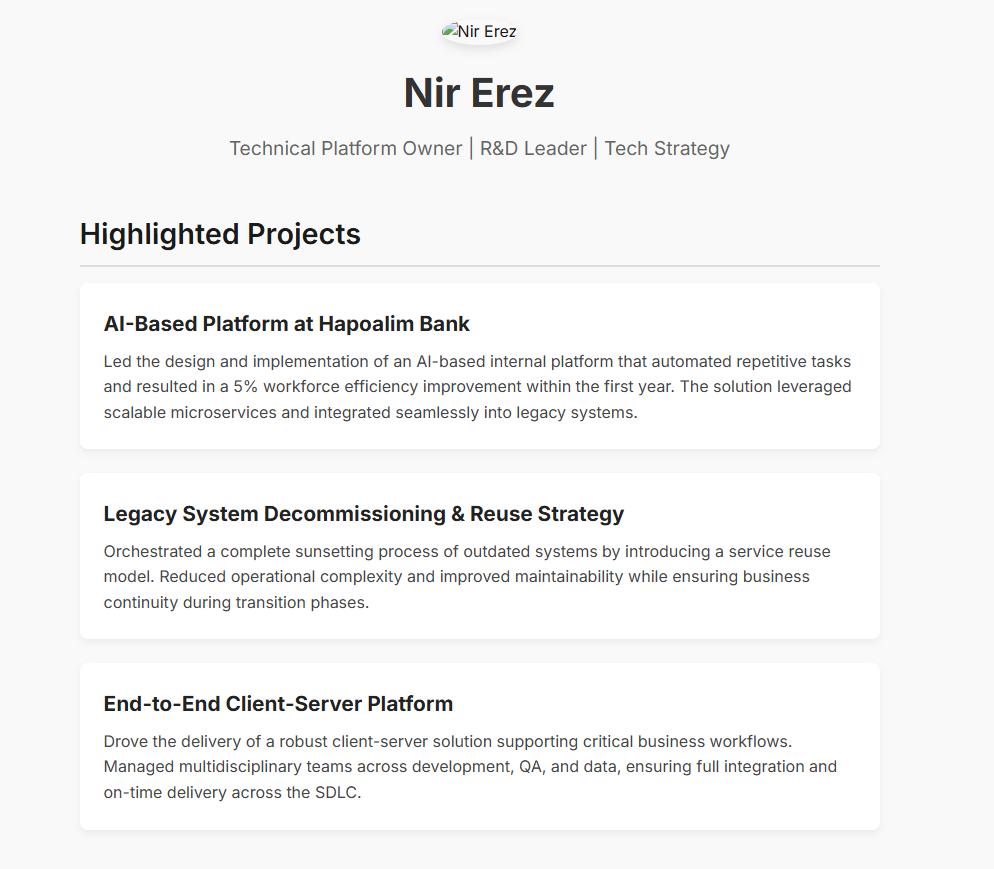 Nir Erez
Nir Erez
Technical Platform Owner | R&D Leader | Tech Strategy
Highlighted Projects
AI-Based Platform at Hapoalim Bank
Led the design and implementation of an AI-based internal platform that automated repetitive tasks
and resulted in a 5% workforce efficiency improvement within the first year. The solution leveraged
scalable microservices and integrated seamlessly into legacy systems.
Legacy System Decommissioning & Reuse Strategy
Orchestrated a complete sunsetting process of outdated systems by introducing a service reuse
model. Reduced operational complexity and improved maintainability while ensuring business
continuity during transition phases.
End-to-End Client-Server Platform
Drove the delivery of a robust client-server solution supporting critical business workflows.
Managed multidisciplinary teams across development, QA, and data, ensuring full integration and
on-time delivery across the SDLC.